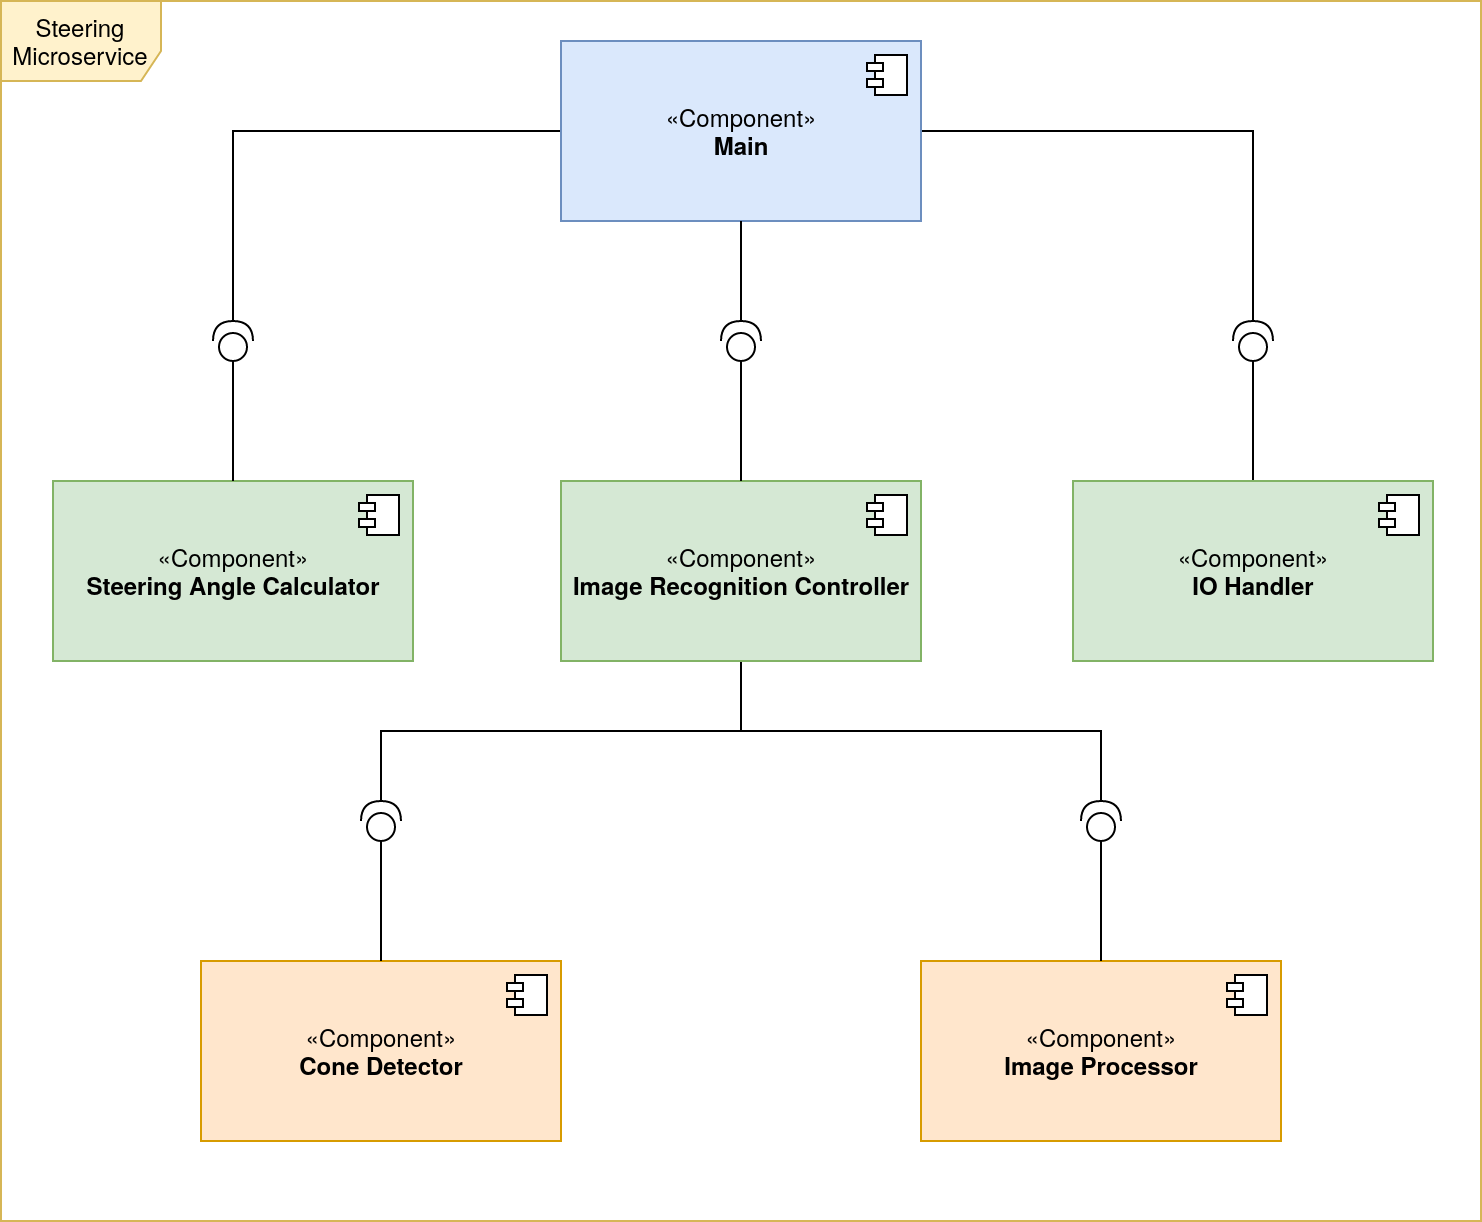 Steering
Microservice
«Component»
Main
«Component»
Steering Angle Calculator
«Component»
Image Recognition Controller
«Component»
IO Handler
«Component»
Cone Detector
«Component»
Image Processor